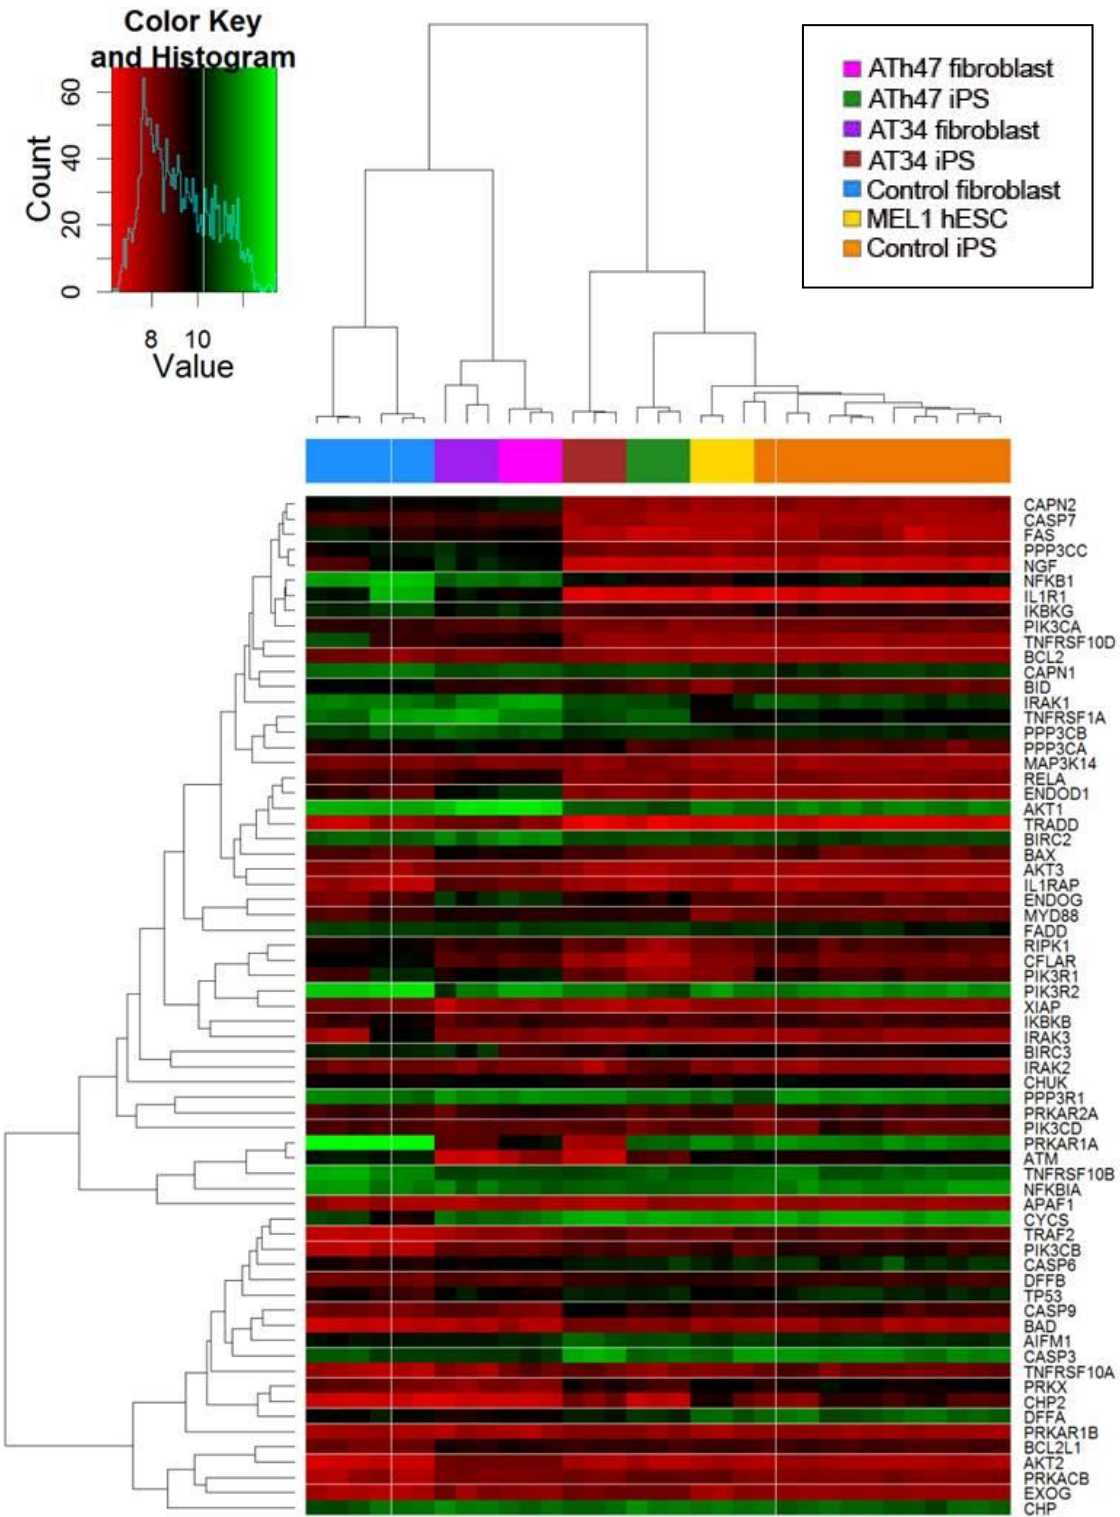 Color Key
and Histogram
60
40
20
0
Count
8 10
Value
ATh47 fibroblast
ATh47 iPS
AT34 fibroblast
AT34 iPS
Control fibroblast
MEL1 hESC
Control iPS
CAPN2
CASP7
FAS
PPP3CC
NGF
NFKB1
IL1R1
IKBKG
PIK3CA
TNFRSF10D
BCL2
CAPN1
BID
IRAK1
TNFRSF1A
PPP3CB
PPP3CA
MAP3K14
RELA
ENDOD1
AKT1
TRADD
BIRC2
BAX
AKT3
IL1RAP
ENDOG
MYD88
FADD
RIPK1
CFLAR
PIK3R1
PIK3R2
XIAP
IKBKB
IRAK3
BIRC3
IRAK2
CHUK
PPP3R1
PRKAR2A
PIK3CD
PRKAR1A
ATM
TNFRSF10B
NFKBIA
APAF1
CYCS
TRAF2
PIK3CB
CASP6
DFFB
TP53
CASP9
BAD
AIFM1
CASP3
TNFRSF10A
PRKX
CHP2
DFFA
PRKAR1B
BCL2L1
AKT2
PRKACB
EXOG
CHP